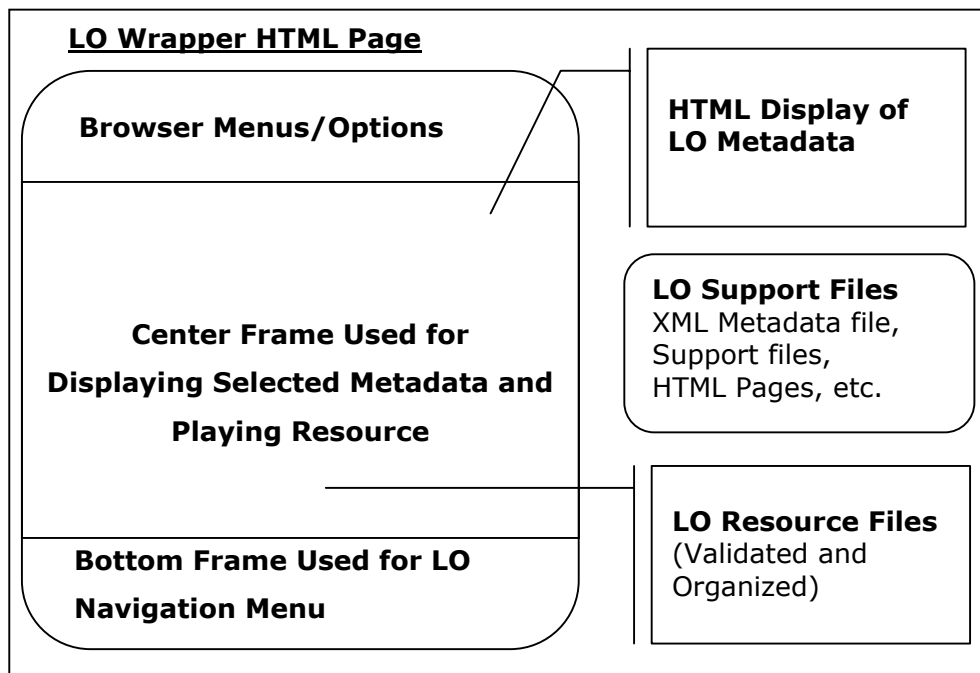 LO Wrapper HTML Page
Browser Menus/Options
Center Frame Used for
Displaying Selected Metadata and
Playing Resource
Bottom Frame Used for LO
Navigation Menu
HTML Display of
LO Metadata
LO Support Files
XML Metadata file,
Support files,
HTML Pages, etc.
LO Resource Files
(Validated and
Organized)